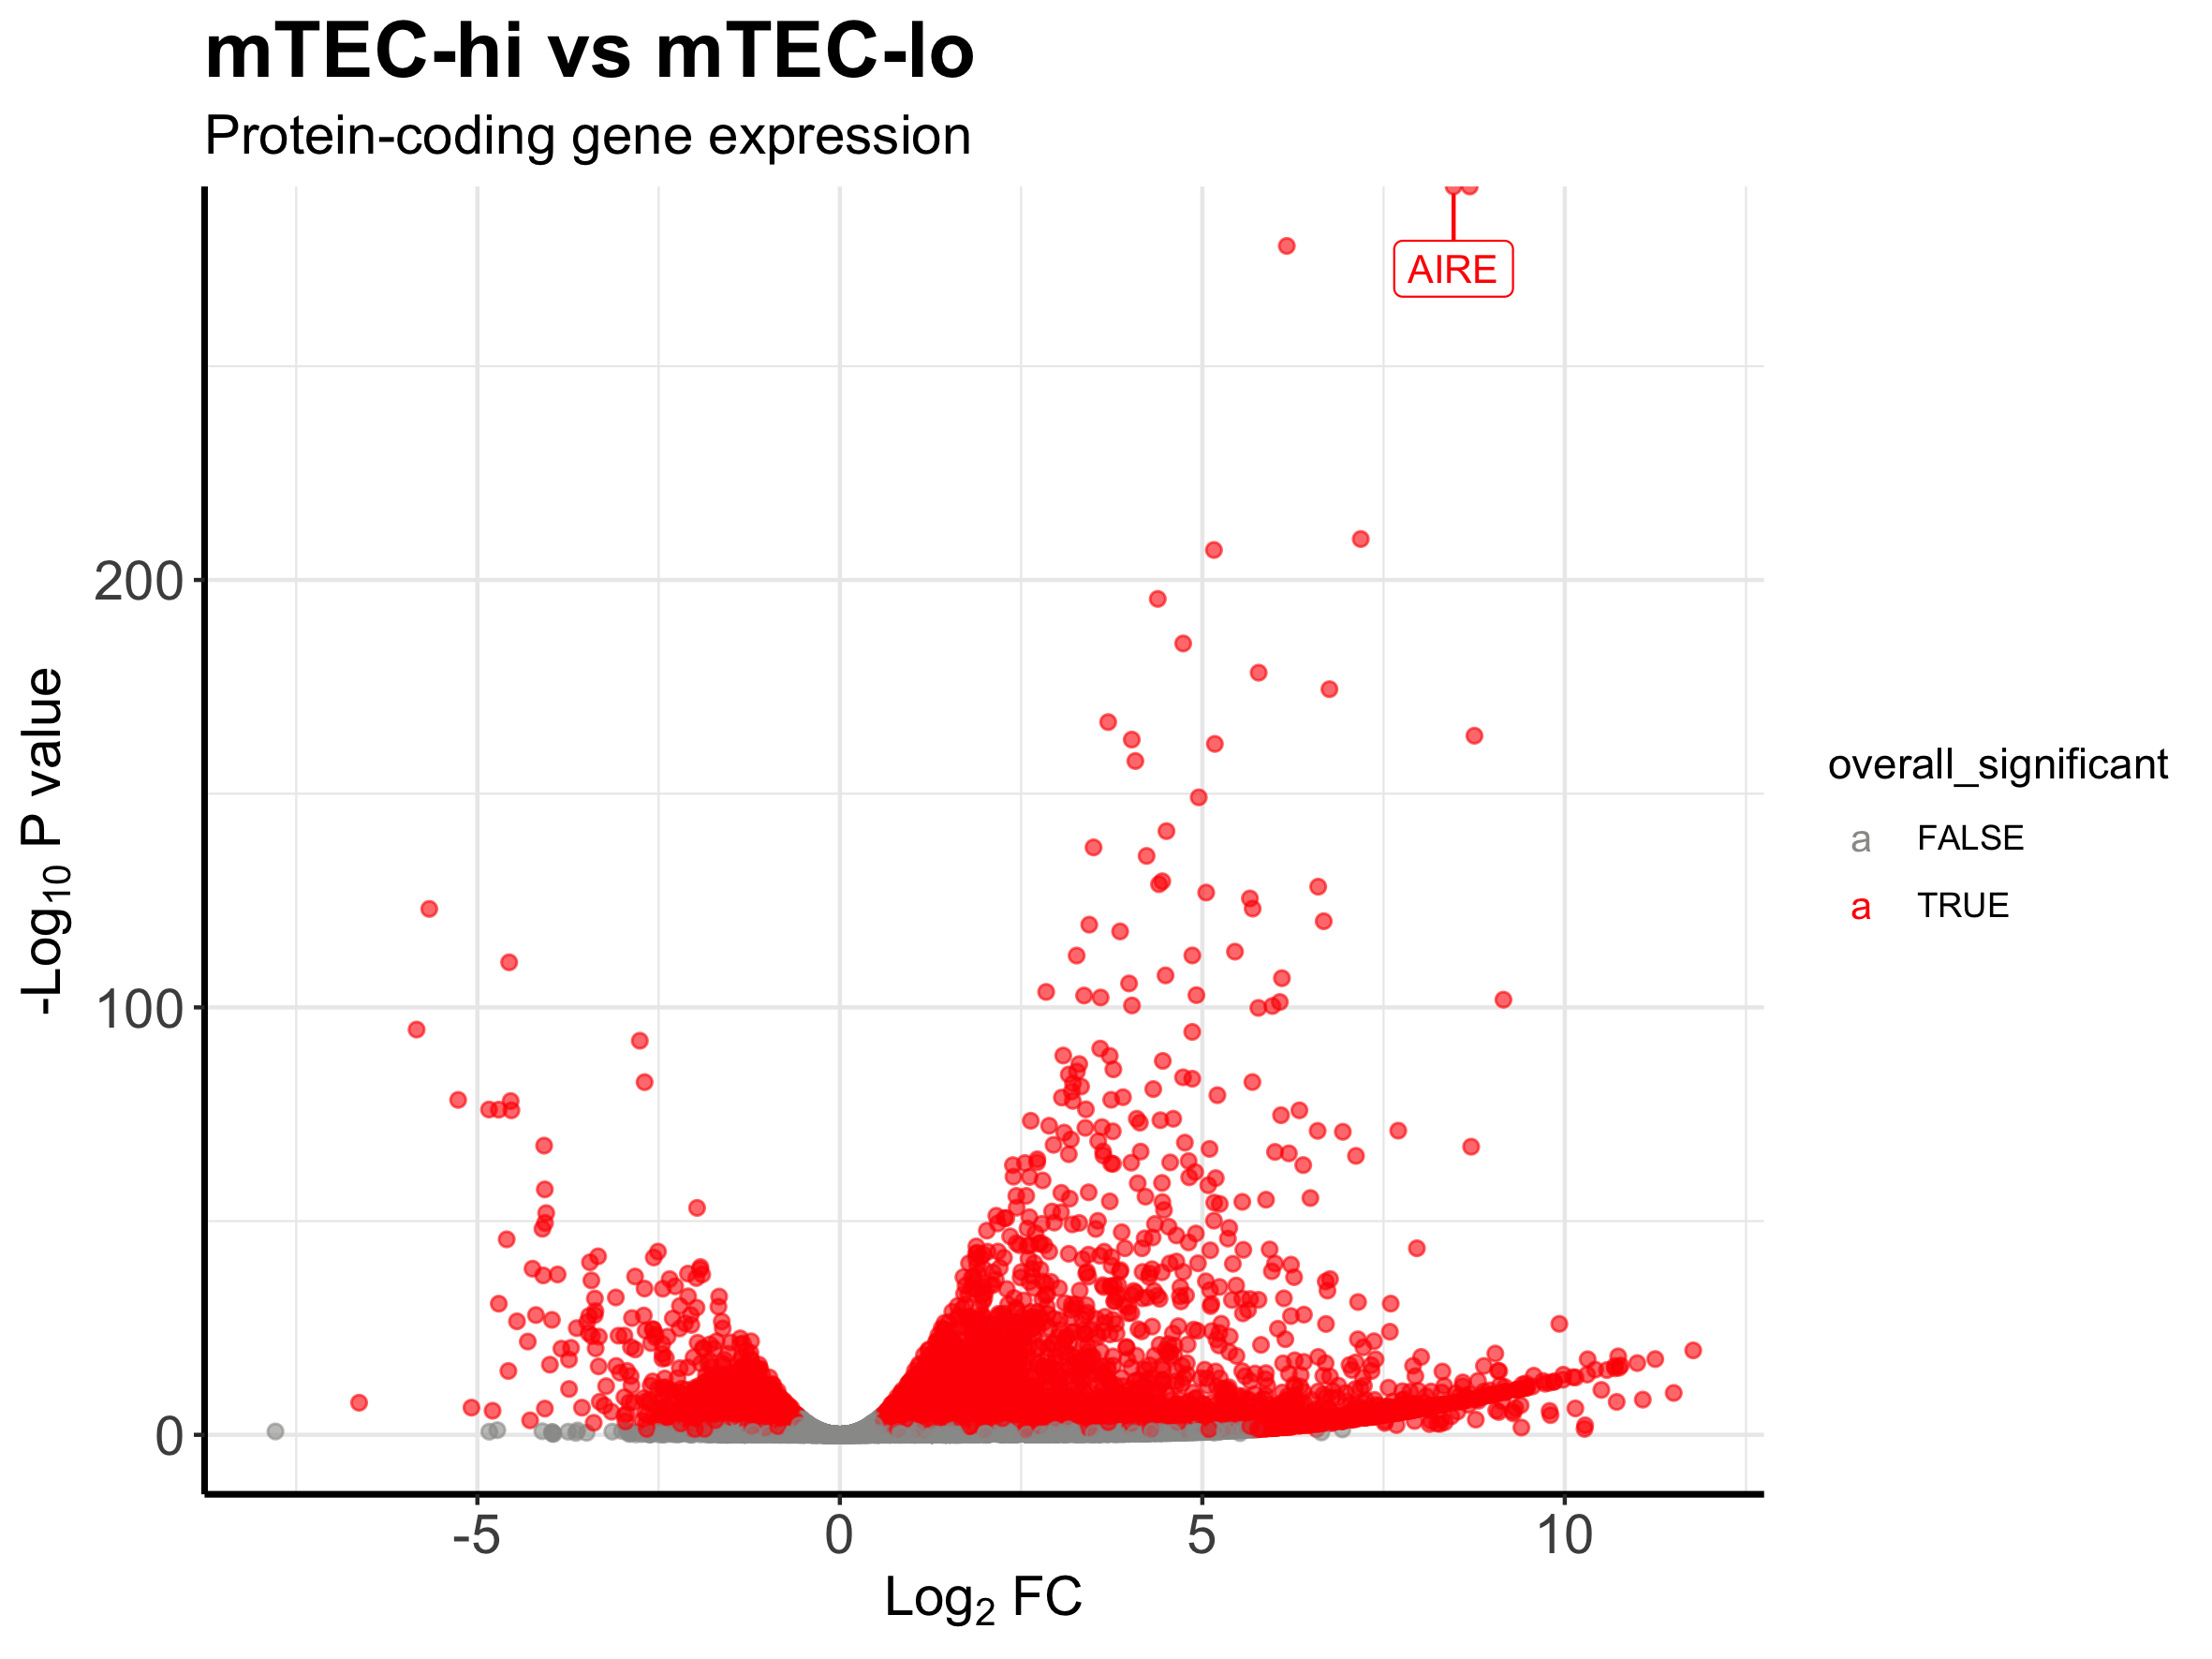 mTEC-hi vs mTEC-lo
Protein-coding gene expression
AIRE
200
100
0
-Log10 P value
-5 0 5 10
Log2 FC
overall_significant
a FALSE
a TRUE